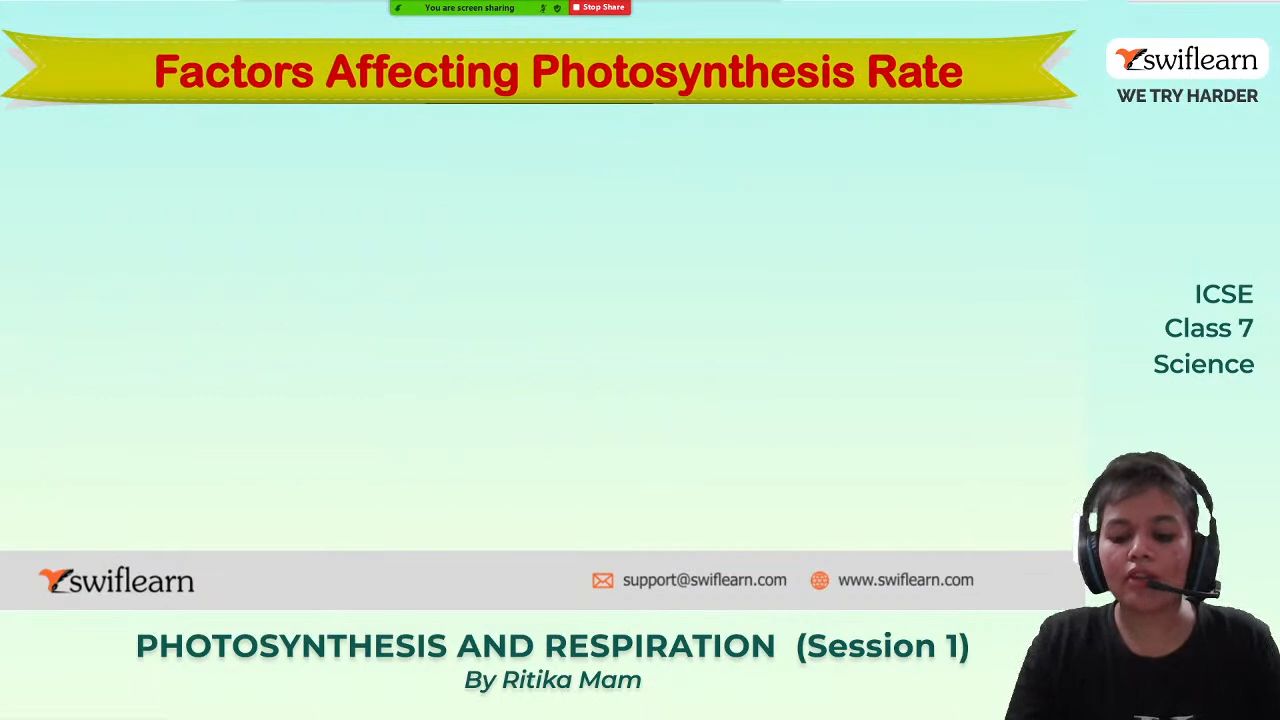 You are screen sharing
Stop Share
Factors Affecting Photosynthesis Rate
swiflearn
WE TRY HARDER
ICSE
Class 7
Science
swiflearn
support@swiflearn.com
www.swiflearn.com
PHOTOSYNTHESIS AND RESPIRATION (Session 1)
By Ritika Mam